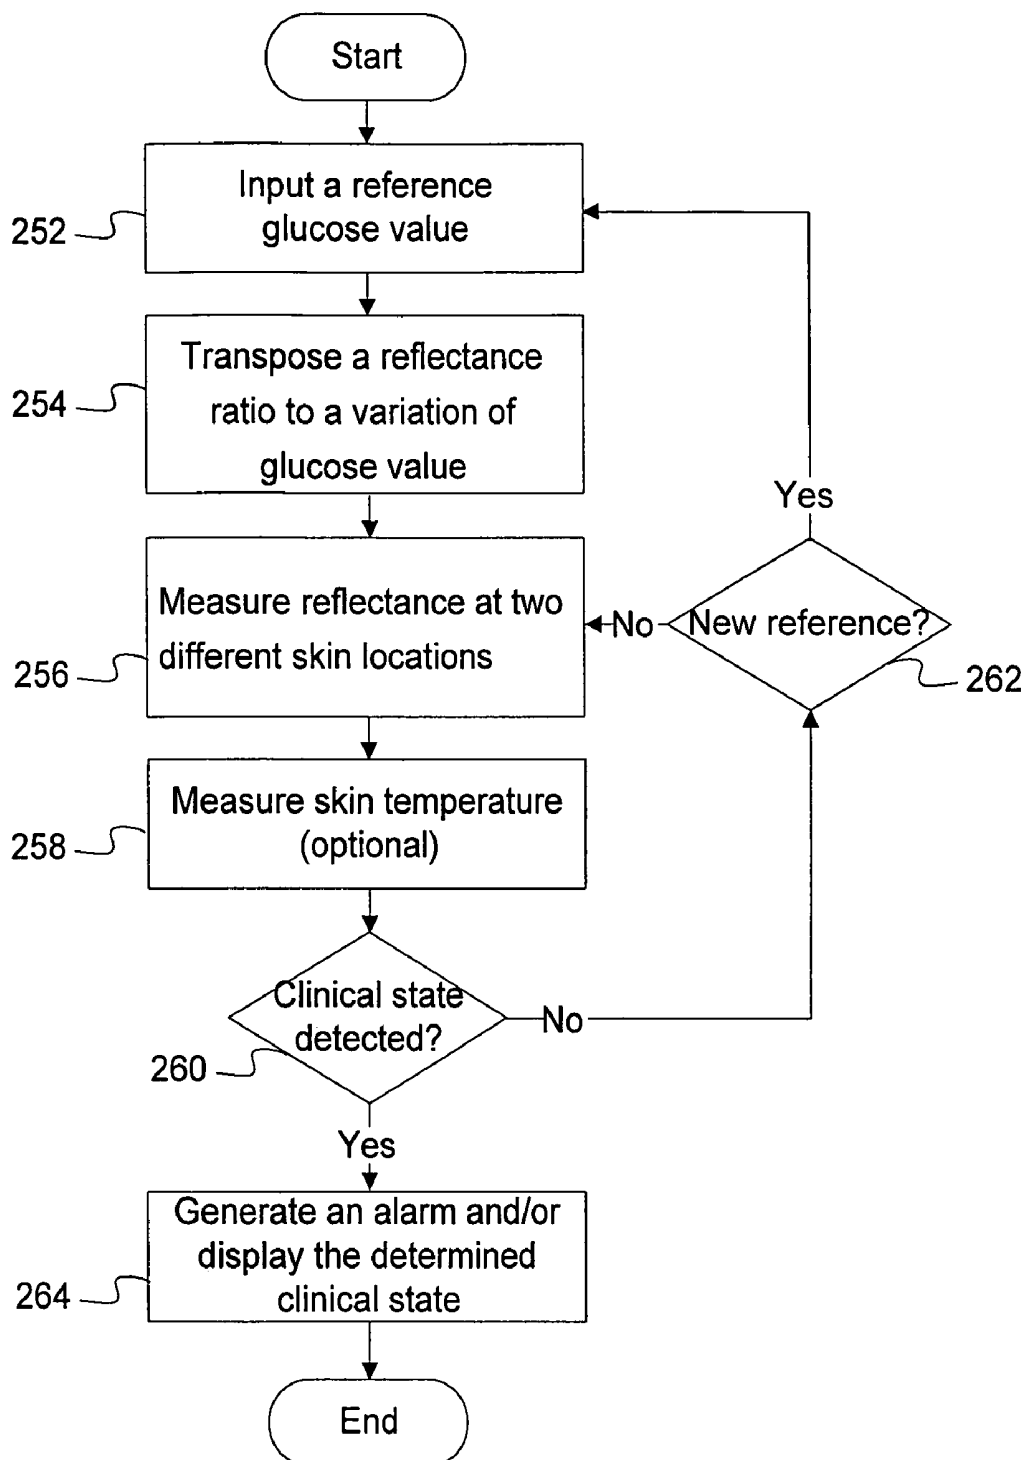 Start
Input a reference
glucose value
252
Transpose a reflectance
ratio to a variation of
glucose value
254
Yes
Measure reflectance at two
different skin locations
256
No
New reference?
262
Measure skin temperature
(optional)
258
Clinical state
detected?
260
No
Yes
Generate an alarm and/or
display the determined
clinical state
264
End